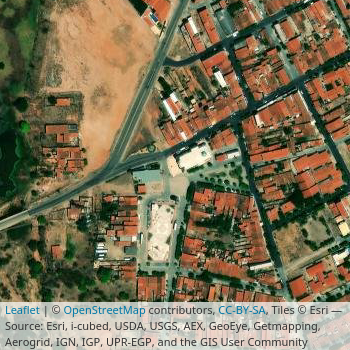 Leaflet | © OpenStreetMap contributors, CC-BY-SA, Tiles © Esri —
Source: Esri, i-cubed, USDA, USGS, AEX, GeoEye, Getmapping,
Aerogrid, IGN, IGP, UPR-EGP, and the GIS User Community